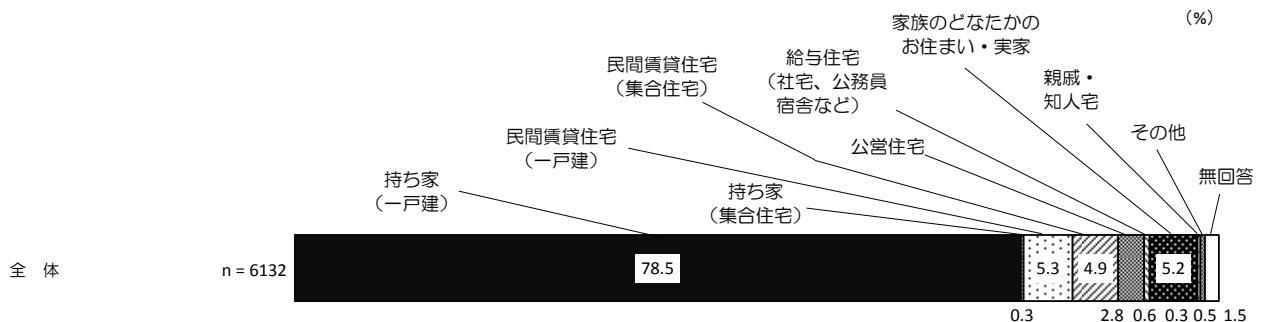 (%)
家族のどなたかの
お住まい・実家
給与住宅
（社宅、公務員
宿舎など）
民間賃貸住宅
（集合住宅）
親戚・
知人宅
その他
民間賃貸住宅
（一戸建）
公営住宅
無回答
持ち家
（一戸建）
持ち家
（集合住宅）
全　体
n = 6132
78.5
5.3
4.9
5.2
0.3
2.8
0.6
0.3
0.5
1.5